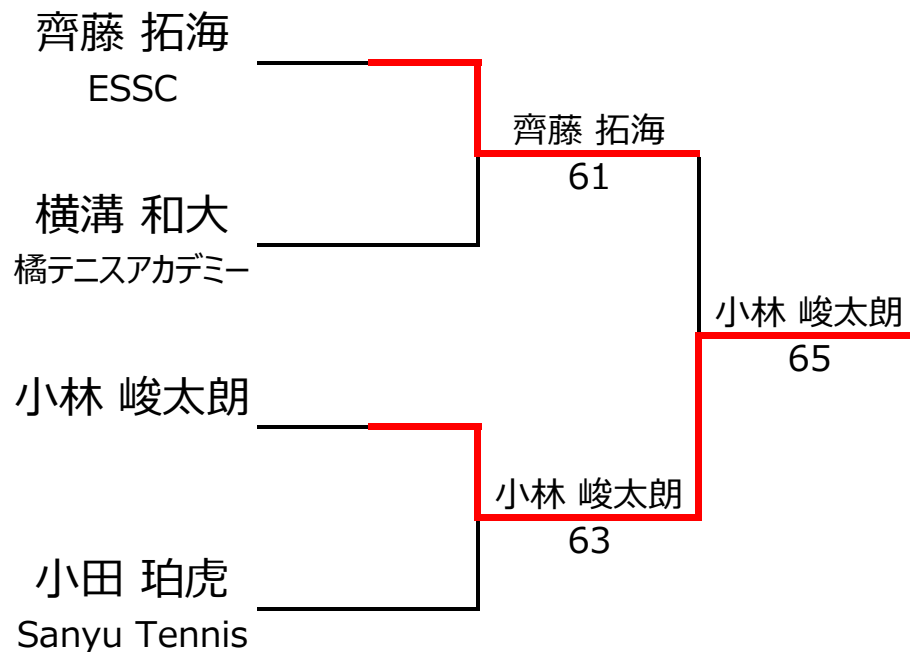 齊藤 拓海
ESSC
齊藤 拓海
61
横溝 和大
橘テニスアカデミー
小林 峻太朗
65
小林 峻太朗
小林 峻太朗
63
小田 珀虎
Sanyu Tennis